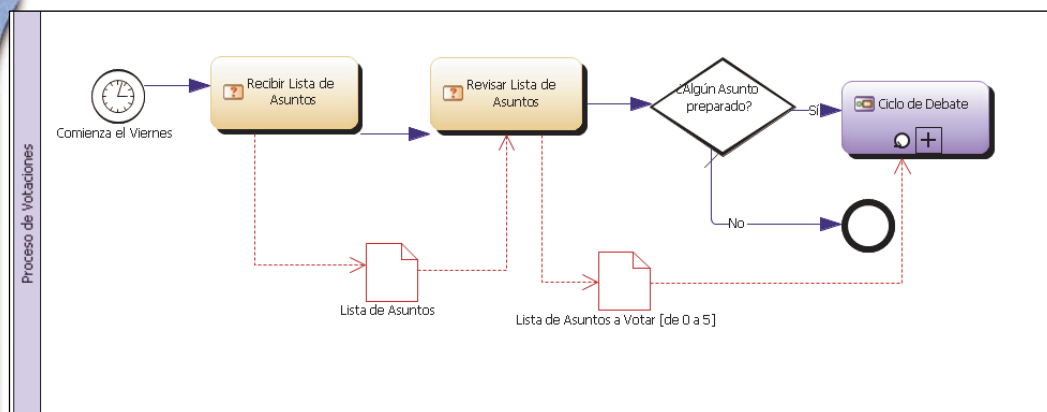 Proceso de Votaciones
Comienza el Viernes
Recibir Lista de
Asuntos
Revisar Lista de
Asuntos
¿Algún Asunto
preparado?
Sí
No
Ciclo de Debate
Lista de Asuntos
Lista de Asuntos a Votar [de 0 a 5]